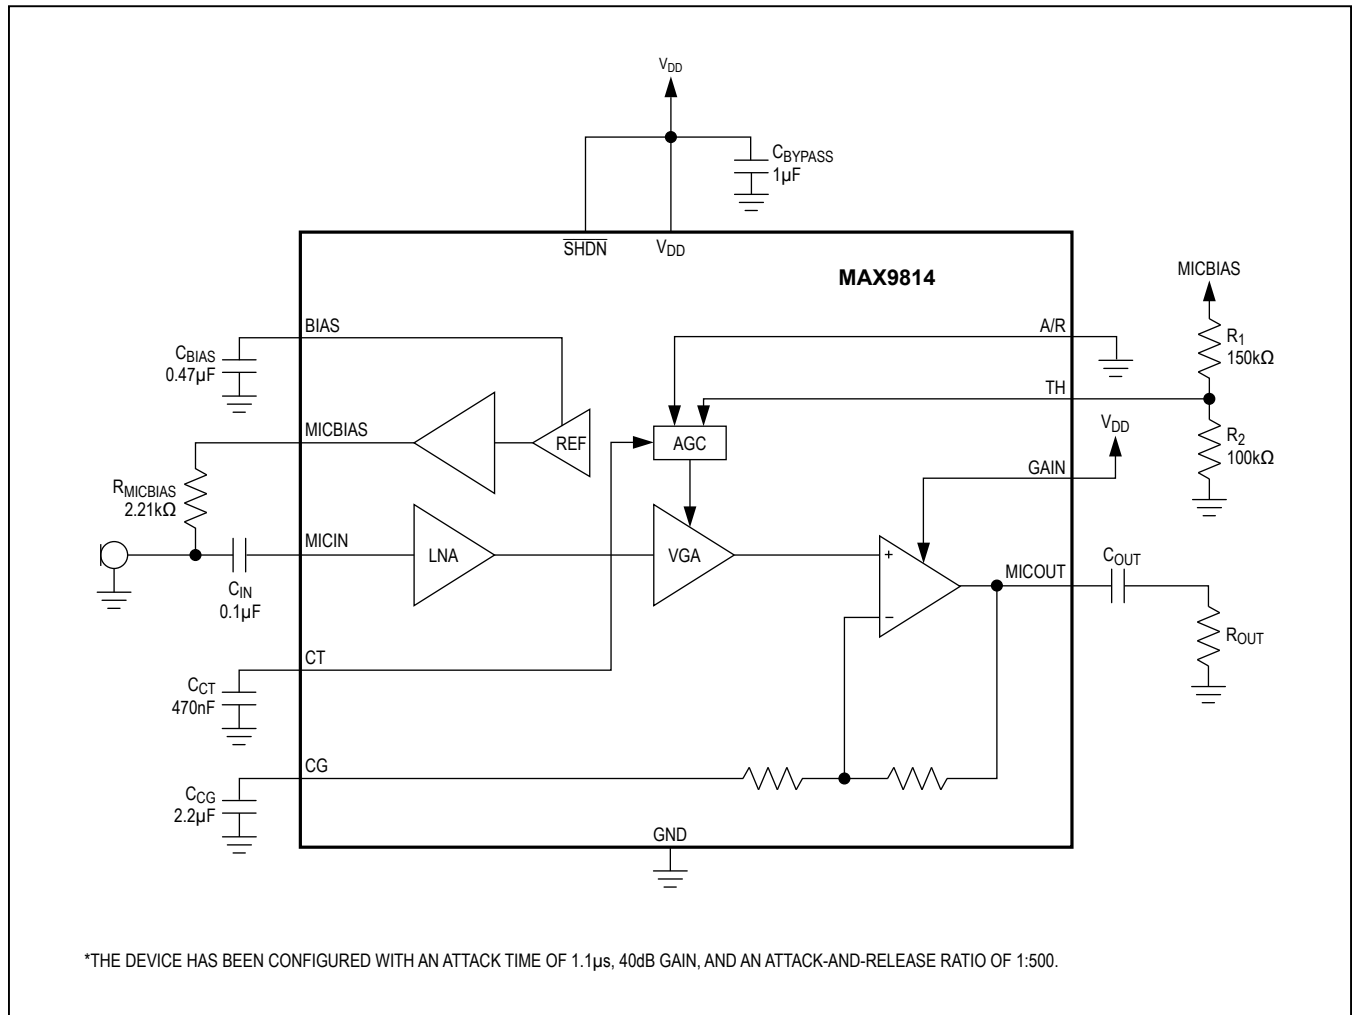 VDD
CBYPASS
1µF
SHDN
VDD
MAX9814
MICBIAS
BIAS
A/R
R1
150kΩ
CBIAS
0.47µF
TH
VDD
MICBIAS
REF
AGC
R2
100kΩ
GAIN
RMICBIAS
2.21kΩ
MICIN
LNA
VGA
+
MICOUT
COUT
CIN
0.1µF
−
ROUT
CT
CCT
470nF
CG
CCG
2.2µF
GND
*THE DEVICE HAS BEEN CONFIGURED WITH AN ATTACK TIME OF 1.1µs, 40dB GAIN, AND AN ATTACK-AND-RELEASE RATIO OF 1:500.